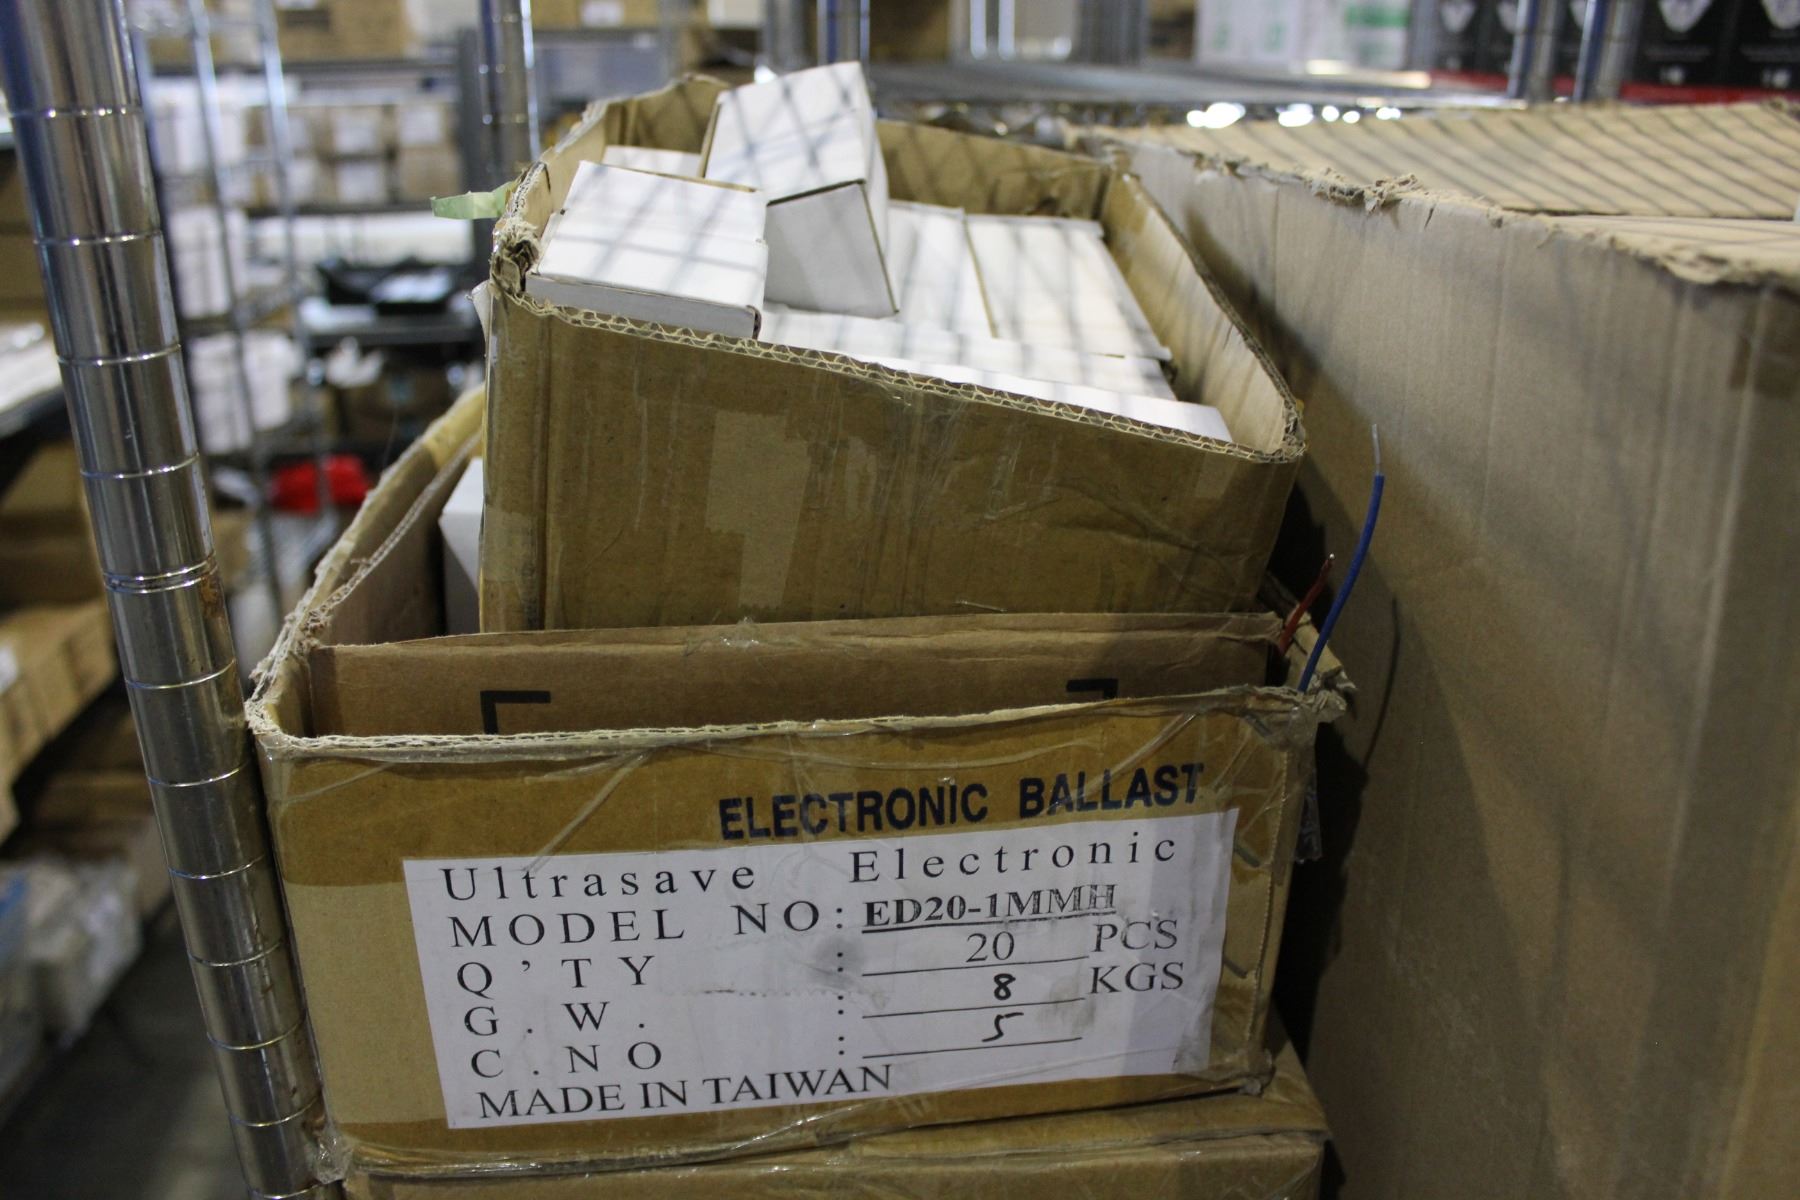 ELECTRONIC BALLAST
Ultrasave Electronic
MODEL NO: ED20-1MMH
Q'TY : 20 PCS
G.W. : 8 KGS
C.NO : 5
MADE IN TAIWAN